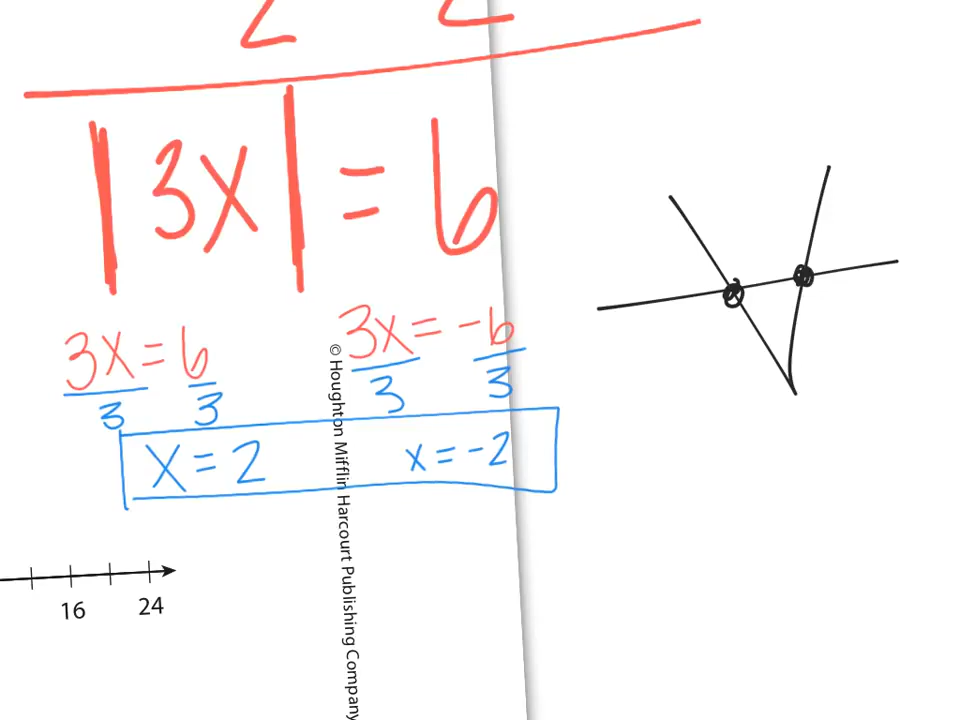 2 2
|3x| = 6
3x = 6
3 3
3x = -6
3 3
x = 2 x = -2
16 24
© Houghton Mifflin Harcourt Publishing Company